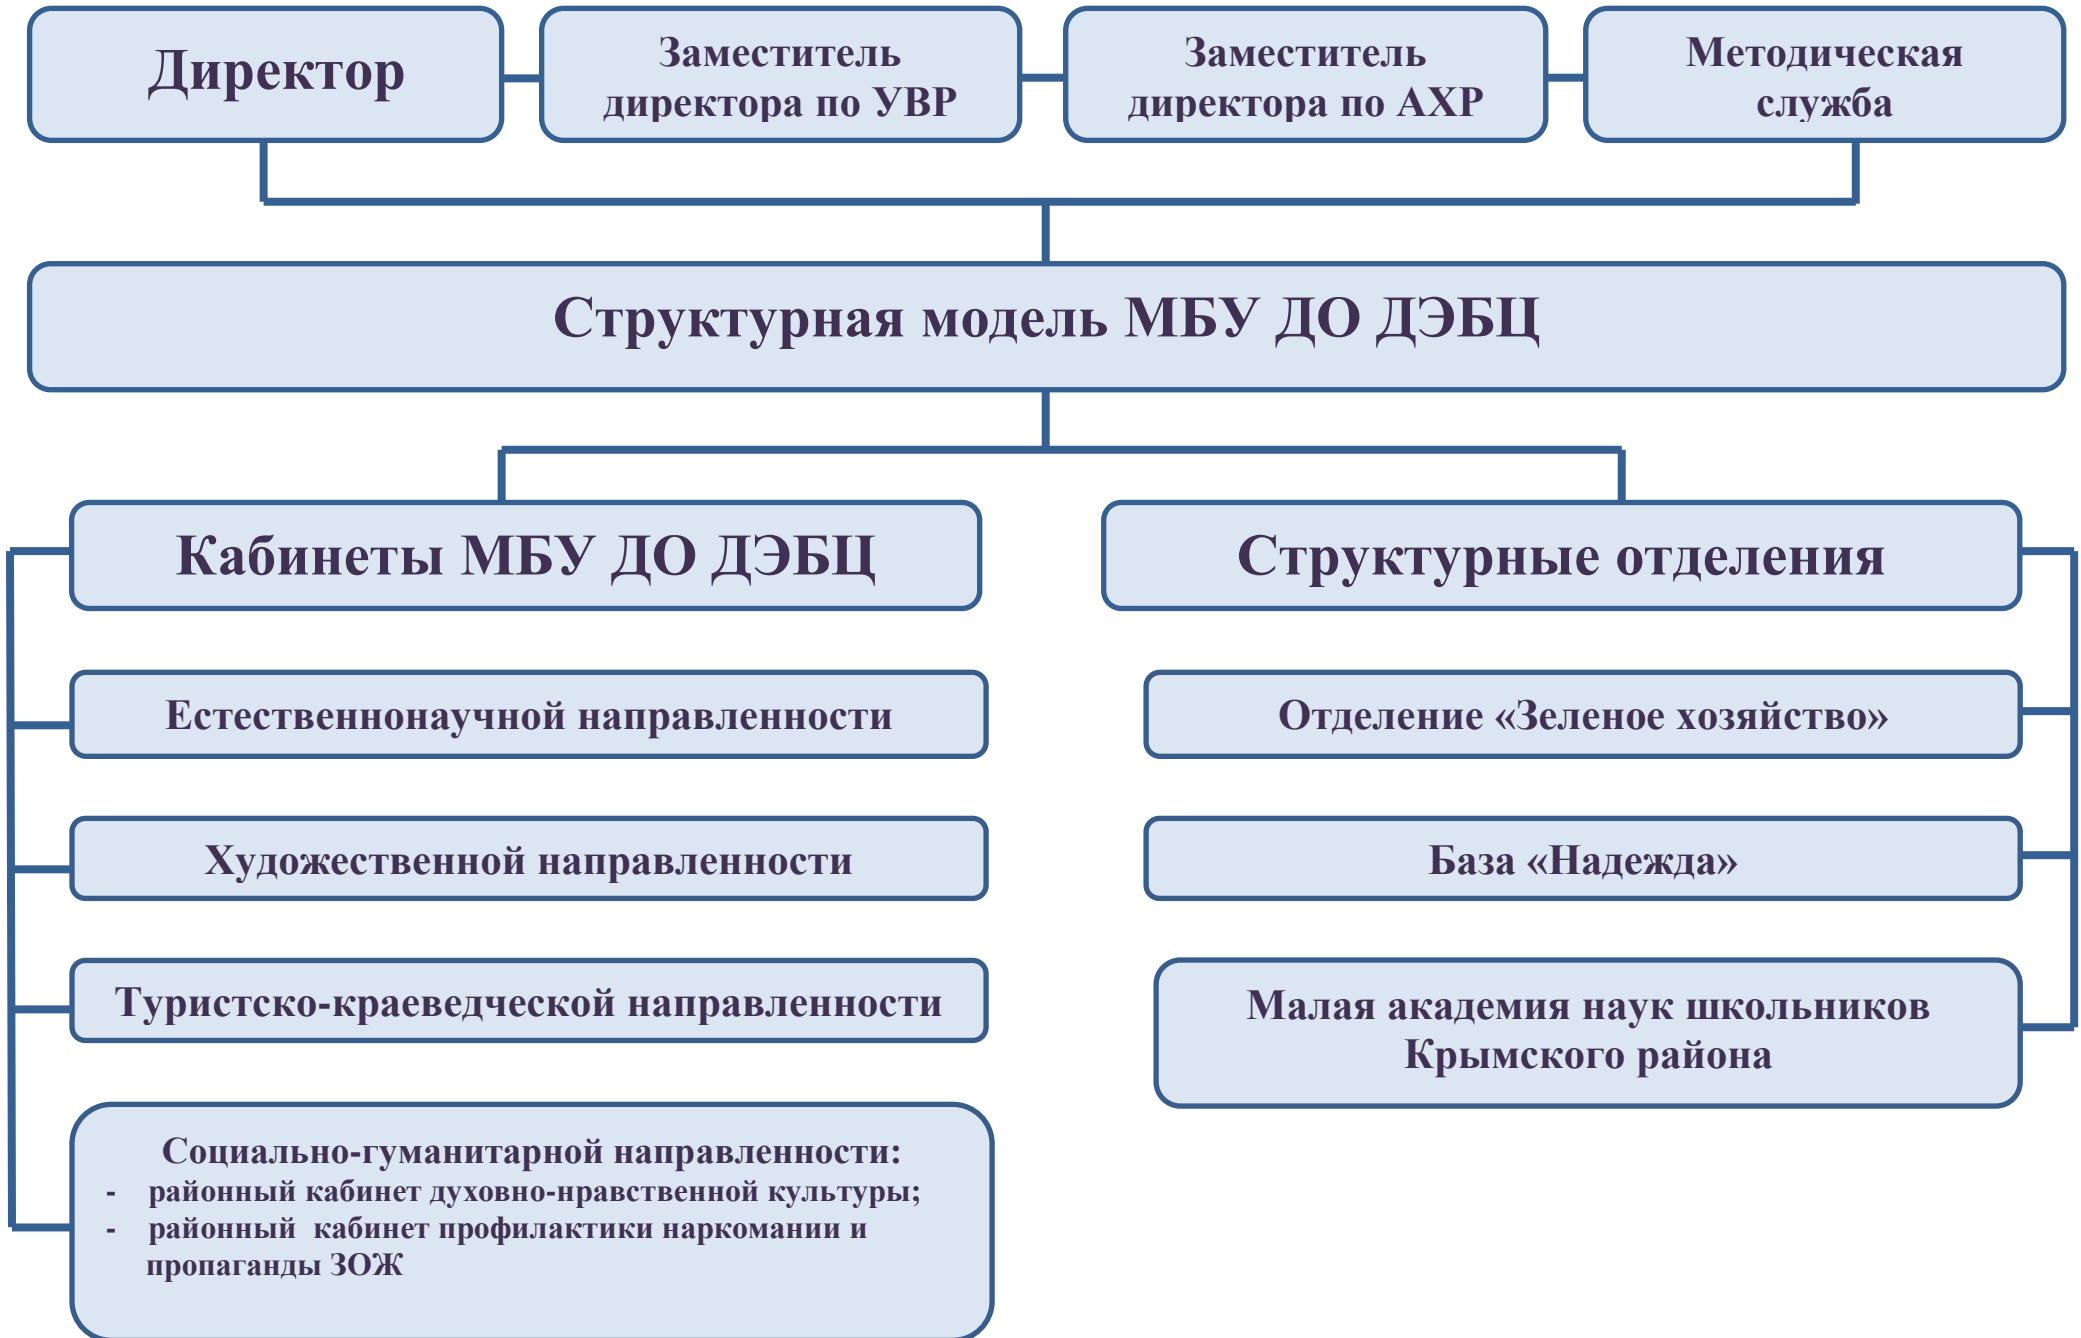 Директор
Заместитель
директора по УВР
Заместитель
директора по АХР
Методическая
служба
Структурная модель МБУ ДО ДЭБЦ
Кабинеты МБУ ДО ДЭБЦ
Естественнонаучной направленности
Художественной направленности
Туристско-краеведческой направленности
Социально-гуманитарной направленности:
- районный кабинет духовно-нравственной культуры;
- районный кабинет профилактики наркомании и
пропаганды ЗОЖ
Структурные отделения
Отделение «Зеленое хозяйство»
База «Надежда»
Малая академия наук школьников
Крымского района